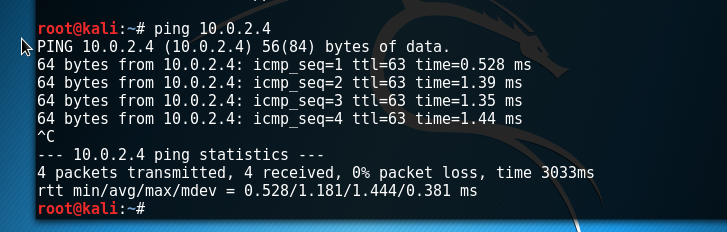 root@kali:~# ping 10.0.2.4
PING 10.0.2.4 (10.0.2.4) 56(84) bytes of data.
64 bytes from 10.0.2.4: icmp_seq=1 ttl=63 time=0.528 ms
64 bytes from 10.0.2.4: icmp_seq=2 ttl=63 time=1.39 ms
64 bytes from 10.0.2.4: icmp_seq=3 ttl=63 time=1.35 ms
64 bytes from 10.0.2.4: icmp_seq=4 ttl=63 time=1.44 ms
^C
--- 10.0.2.4 ping statistics ---
4 packets transmitted, 4 received, 0% packet loss, time 3033ms
rtt min/avg/max/mdev = 0.528/1.181/1.444/0.381 ms
root@kali:~#